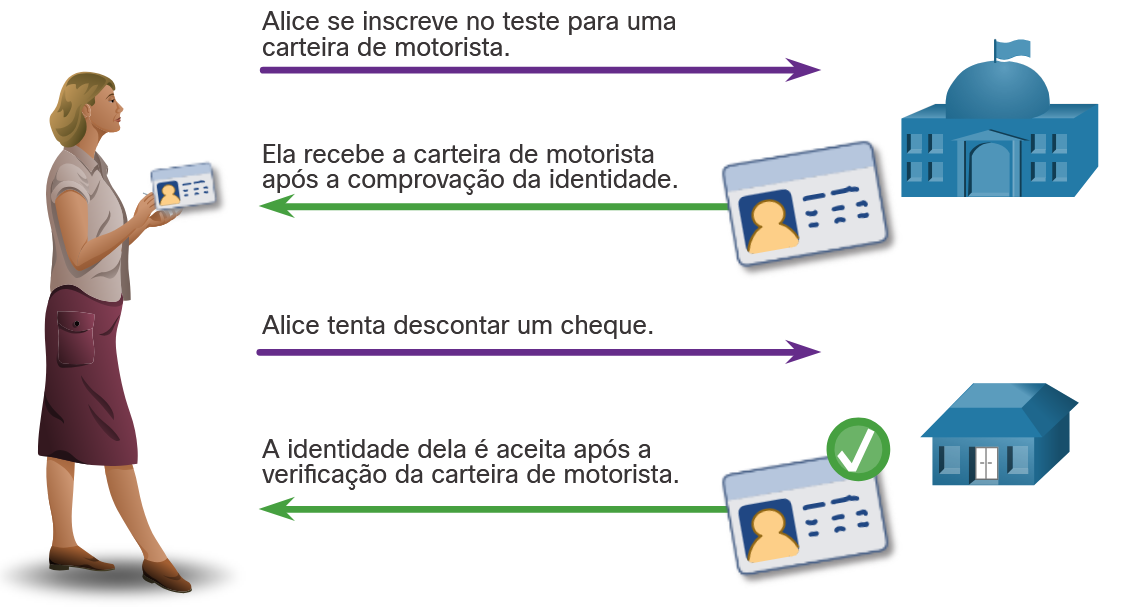 Alice se inscreve no teste para uma
carteira de motorista.
Ela recebe a carteira de motorista
após a comprovação da identidade.
Alice tenta descontar um cheque.
A identidade dela é aceita após a
verificação da carteira de motorista.